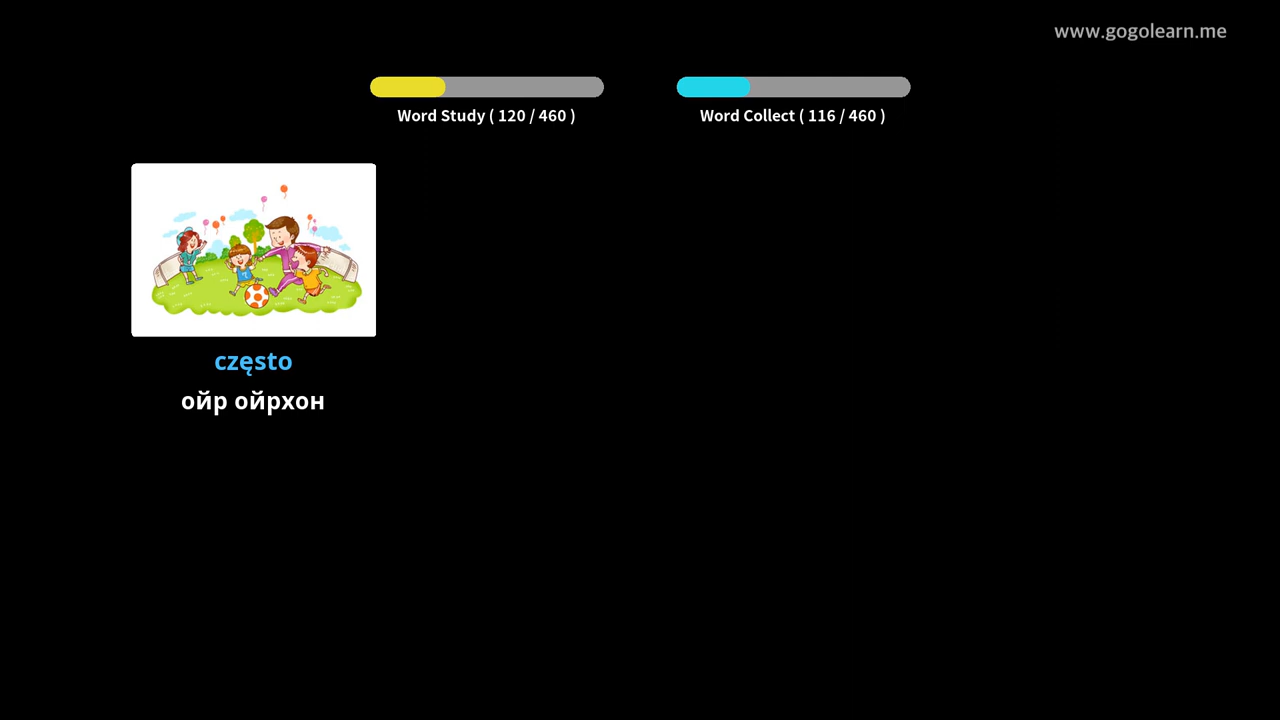 www.gogolearn.me
Word Study ( 120 / 460 )
Word Collect ( 116 / 460 )
często
ойр ойрхон